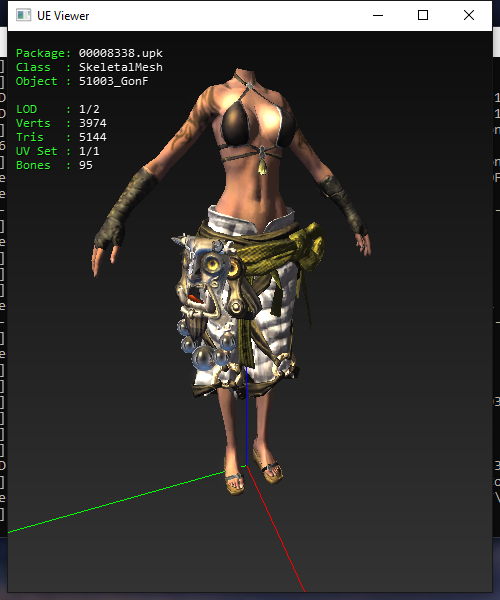 UE Viewer
Package: 00008338.upk
Class : SkeletalMesh
Object : 51003_GonF
LOD : 1/2
Verts : 3974
Tris : 5144
UV Set : 1/1
Bones : 95